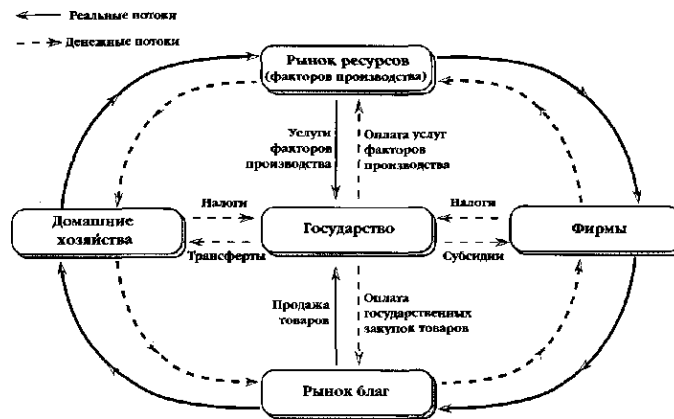 Реальные потоки
Денежные потоки
Рынок ресурсов
(факторов производства)
Услуги
факторов
производства
Оплата услуг
факторов
производства
Налоги
Налоги
Домашние
хозяйства
Государство
Фирмы
Трансферты
Субсидии
Продажа
товаров
Оплата
государственных
закупок товаров
Рынок благ